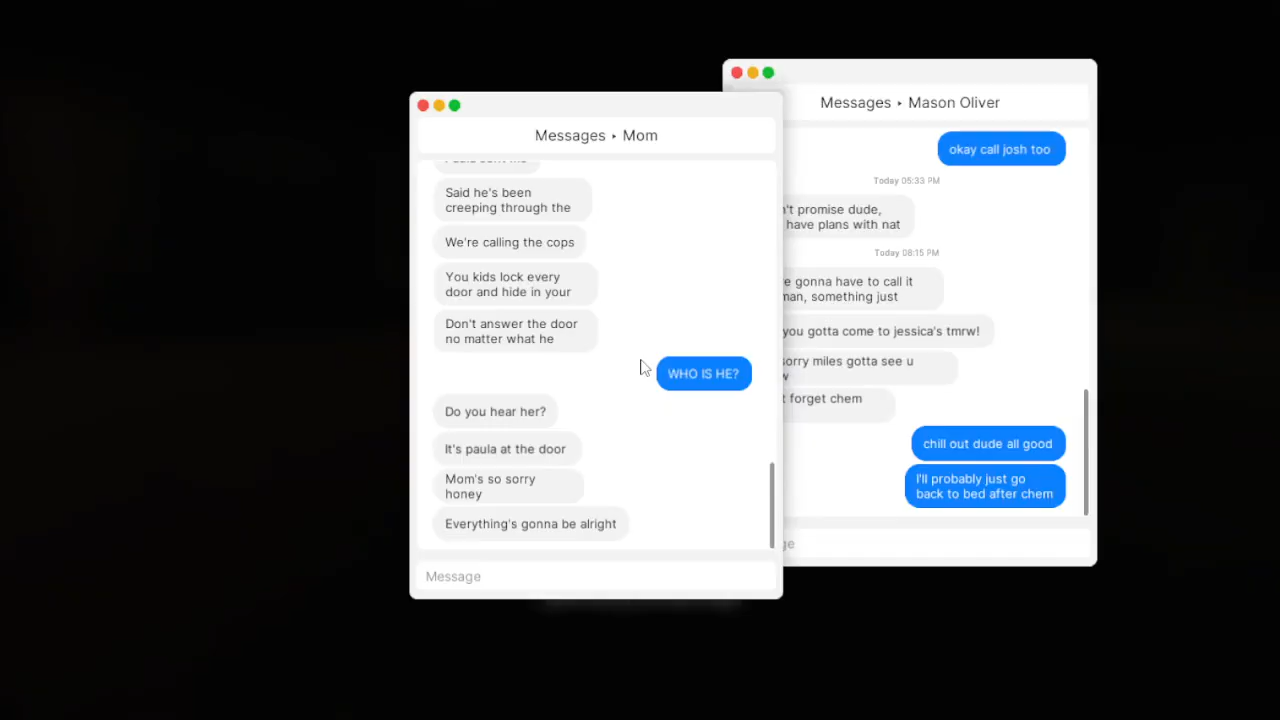 Messages ▸ Mom
Said he's been
creeping through the
We're calling the cops
You kids lock every
door and hide in your
Don't answer the door
no matter what he
WHO IS HE?
Do you hear her?
It's paula at the door
Mom's so sorry
honey
Everything's gonna be alright
Message
Messages ▸ Mason Oliver
okay call josh too
Today 05:33 PM
't promise dude,
have plans with nat
Today 08:15 PM
gonna have to call it
man, something just
you gotta come to jessica's tmrw!
sorry miles gotta see u
forget chem
chill out dude all good
I'll probably just go
back to bed after chem